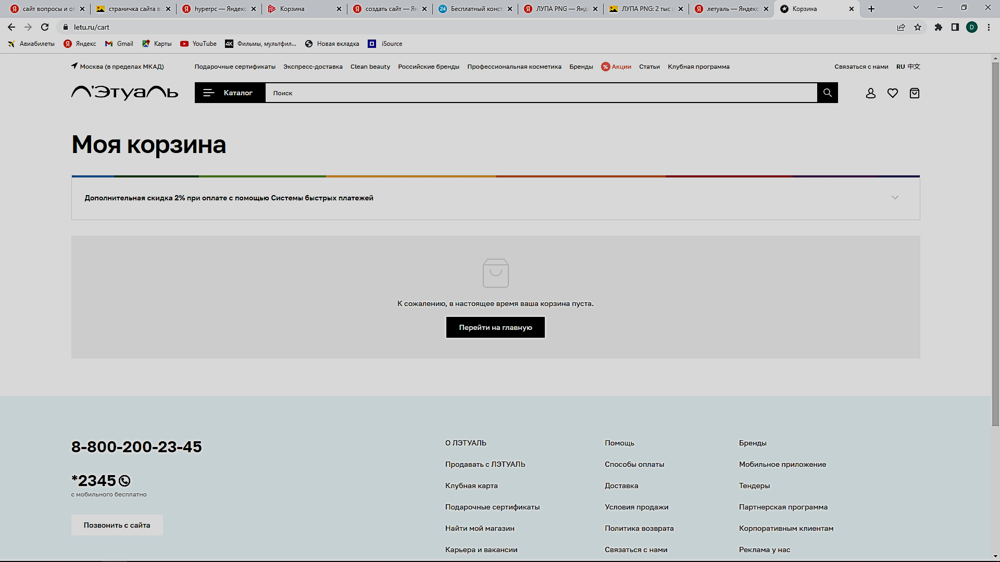 сайт вопросы и от
страничка сайта в
hyperpc — Яндекс
Корзина
создать сайт — Ян
Бесплатный конст
ЛУПА PNG — Янд
ЛУПА PNG: 2 тыс
летуаль — Яндекс
Корзина
letu.ru/cart
D
Авиабилеты
Яндекс
Gmail
Карты
YouTube
4K Фильмы, мультфил...
Новая вкладка
iSource
Москва (в пределах МКАД)
Подарочные сертификаты
Экспресс-доставка
Clean beauty
Российские бренды
Профессиональная косметика
Бренды
% Акции
Статьи
Клубная программа
Связаться с нами
RU 中文
Л'Этуаль
Каталог
Поиск
Моя корзина
Дополнительная скидка 2% при оплате с помощью Системы быстрых платежей
К сожалению, в настоящее время ваша корзина пуста.
Перейти на главную
8-800-200-23-45
*2345
с мобильного бесплатно
Позвонить с сайта
О ЛЭТУАЛЬ
Продавать с ЛЭТУАЛЬ
Клубная карта
Подарочные сертификаты
Найти мой магазин
Карьера и вакансии
Помощь
Способы оплаты
Доставка
Условия продажи
Политика возврата
Связаться с нами
Бренды
Мобильное приложение
Тендеры
Партнерская программа
Корпоративным клиентам
Реклама у нас